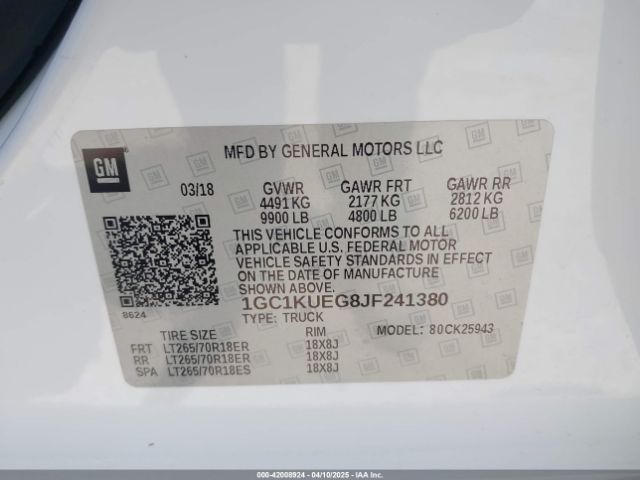 GM
MFD BY GENERAL MOTORS LLC
03/18 GVWR GAWR FRT GAWR RR
4491 KG 2177 KG 2812 KG
9900 LB 4800 LB 6200 LB
THIS VEHICLE CONFORMS TO ALL
APPLICABLE U.S. FEDERAL MOTOR
VEHICLE SAFETY STANDARDS IN EFFECT
ON THE DATE OF MANUFACTURE
SHOWN ABOVE.
1GC1KUEG8JF241380
8624 TYPE: TRUCK
TIRE SIZE RIM MODEL: 80CK25943
FRT LT265/70R18ER 18X8J
RR LT265/70R18ER 18X8J
SPA LT265/70R18ES 18X8J
000-42008924 - 04/10/2025 - IAAI.COM